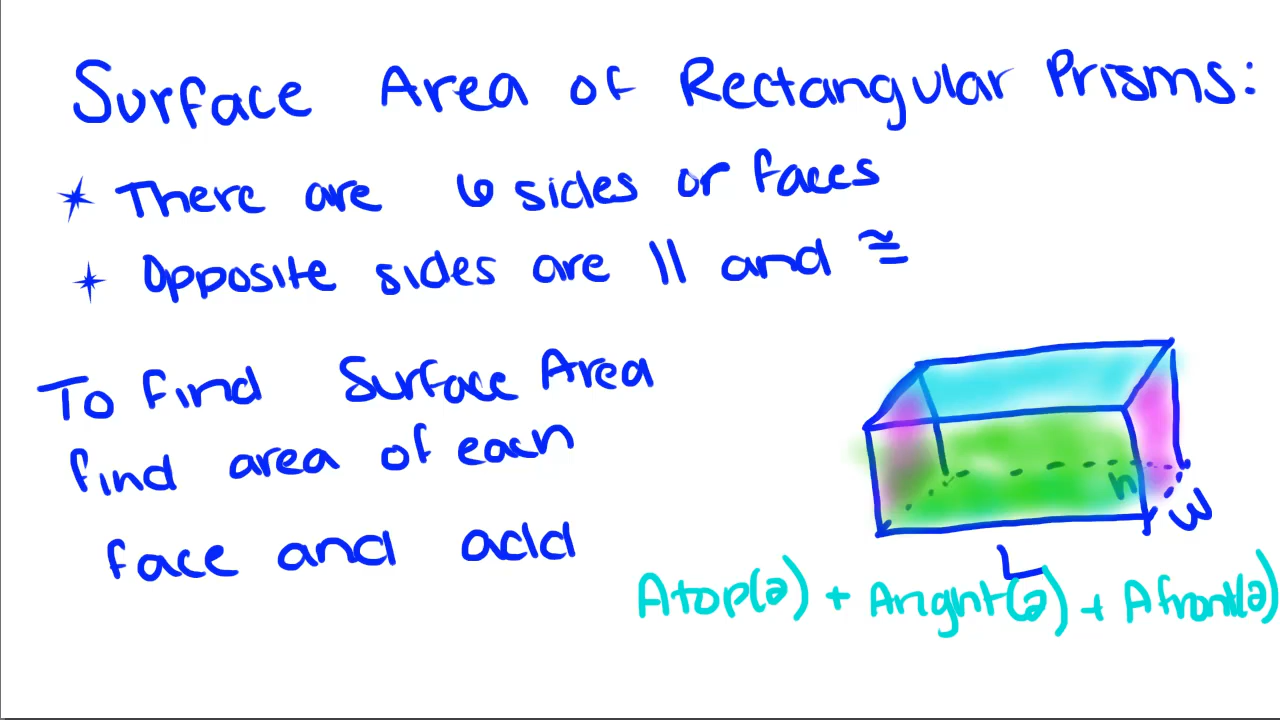 Surface Area of Rectangular Prisms:
* There are 6 sides or faces
* Opposite sides are || and ≅
To find Surface Area
find area of each
face and add
h
W
L
Atop(2) + Aright(2) + Afront(2)